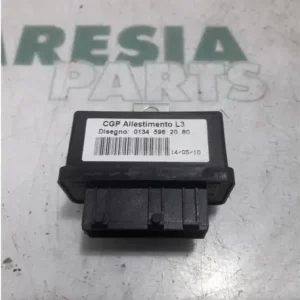 ARESIA
PARTS
CGP Allestimento L3
Disegno: 0134 596 20 80
14/05/10